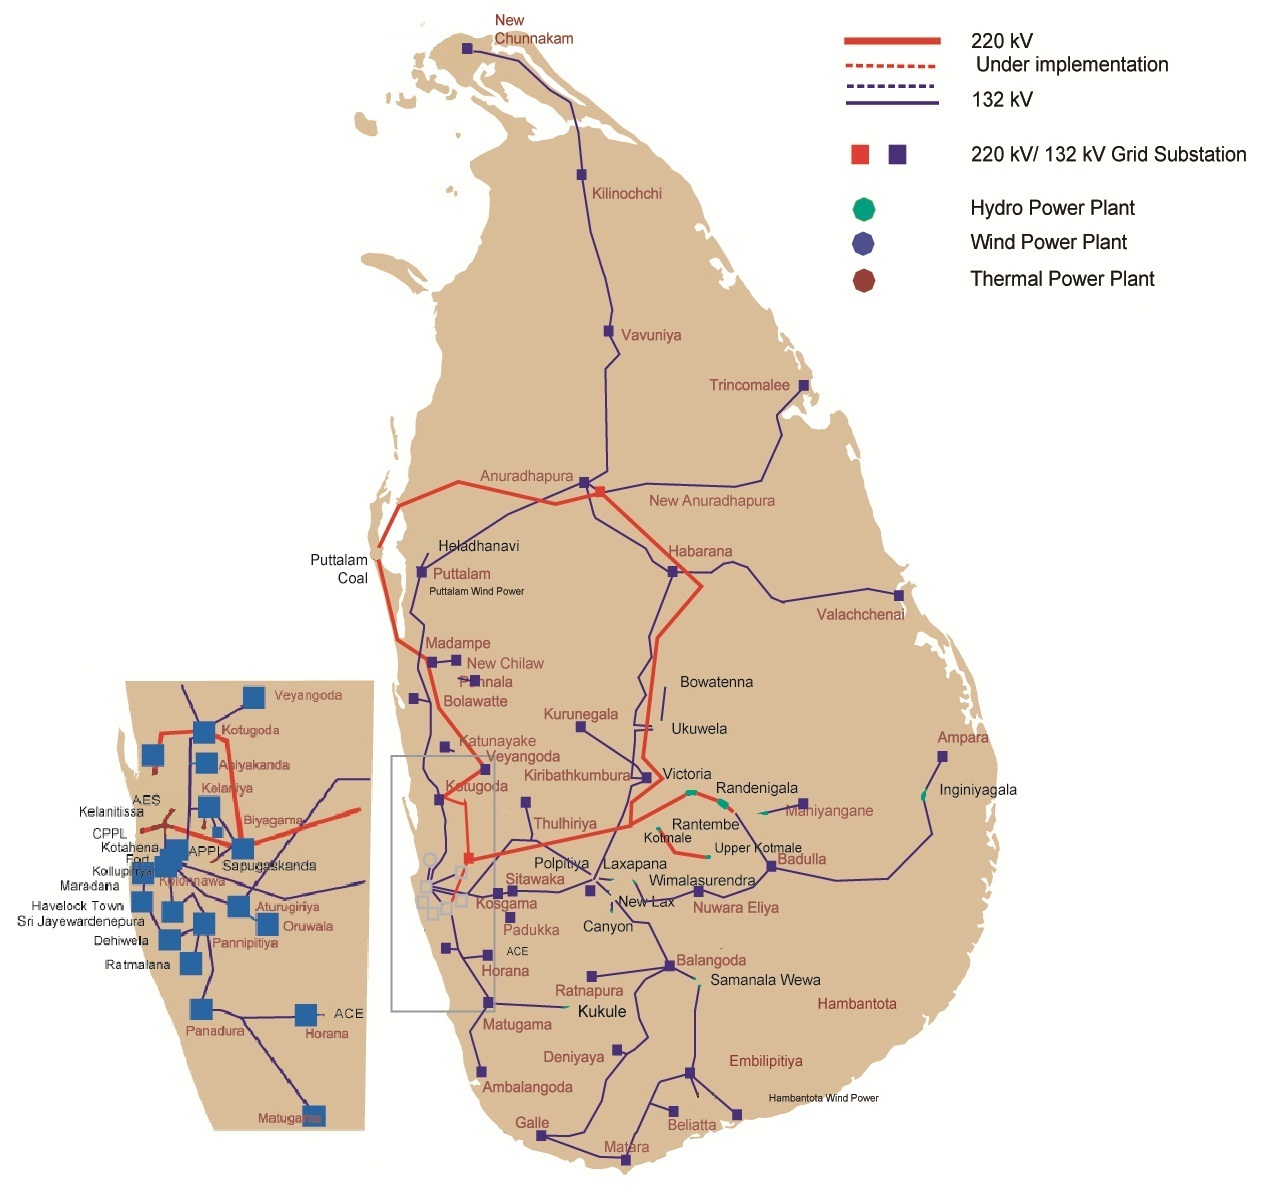 New
Chunnakam
220 kV
Under implementation
132 kV
220 kV/ 132 kV Grid Substation
Hydro Power Plant
Wind Power Plant
Thermal Power Plant
Kilinochchi
Vavuniya
Trincomalee
Anuradhapura
New Anuradhapura
Heladhanavi
Habarana
Puttalam
Coal
Puttalam
Puttalam Wind Power
Valachchenai
Madampe
New Chilaw
Pannala
Bolawatte
Bowatenna
Kurunegala
Ukuwela
Katunayake
Veyangoda
Ampara
Kiribathkumbura
Victoria
Kotugoda
Randenigala
Inginiyagala
Maniyangane
Thulhiriya
Rantembe
Kotmale
Upper Kotmale
Polpitiya
Laxapana
Badulla
Sitawaka
Wimalasurendra
Kosgama
New Lax
Nuwara Eliya
Padukka
Canyon
ACE
Horana
Balangoda
Samanala Wewa
Ratnapura
Kukule
Hambantota
Matugama
Deniyaya
Embilipitiya
Ambalangoda
Hambantota Wind Power
Galle
Beliatta
Matara
Veyangoda
Kotugoda
Aniyakanda
Kelaniya
AES
Kelanitissa
Biyagama
CPPL
Kotahena
APPL
Fort
Sapugaskanda
Kollupitiya
Kolonnawa
Maradana
Havelock Town
Aturugiriya
Sri Jayewardenepura
Oruwala
Dehiwela
Pannipitiya
Ratmalana
ACE
Panadura
Horana
Matugama